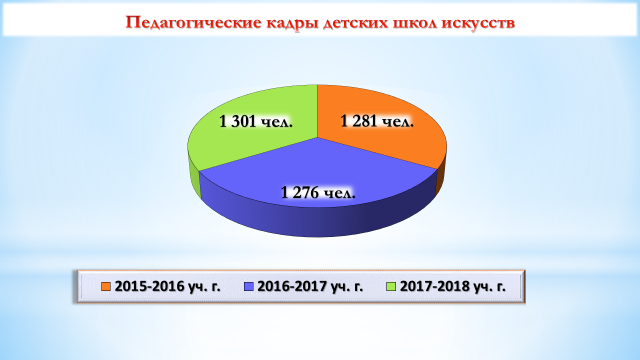 Педагогические кадры детских школ искусств
1 301 чел.
1 281 чел.
1 276 чел.
2015-2016 уч. г.
2016-2017 уч. г.
2017-2018 уч. г.